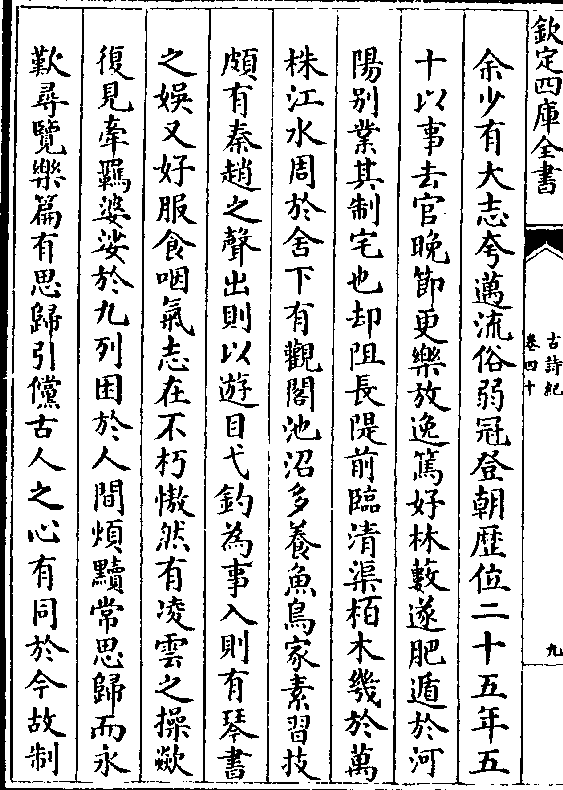 欽定四庫全書
古詩紀
卷四十
九
余少有大志夸邁流俗弱冠登朝歴位二十五年五
十以事去官晚節更樂放逸篤好林藪遂肥遁於河
陽别業其制宅也却阻長隄前臨清渠栢木幾於萬
株江水周於舍下有觀閣池沼多養魚鳥家素習技
頗有秦趙之聲出則以遊目弋釣為事入則有琴書
之娛又好服食咽氣志在不朽慠然有凌雲之操歘
復見牽羈婆娑於九列困於人間煩黷常思歸而永
歎尋覽樂篇有思歸引儻古人之心有同於今故制